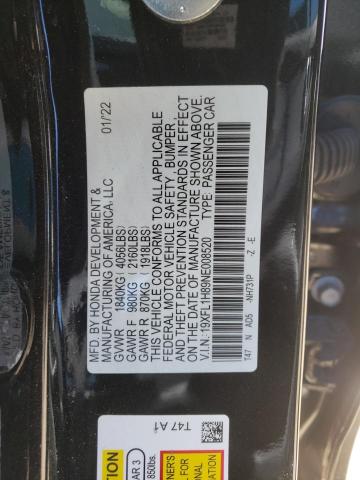 MFD. BY HONDA DEVELOPMENT &
MANUFACTURING OF AMERICA, LLC
01/'22
GVWR 1840KG (4056LBS)
GAWR F 980KG (2160LBS)
GAWR R 870KG (1918LBS)
THIS VEHICLE CONFORMS TO ALL APPLICABLE
FEDERAL MOTOR VEHICLE SAFETY, BUMPER,
AND THEFT PREVENTION STANDARDS IN EFFECT
ON THE DATE OF MANUFACTURE SHOWN ABOVE.
V.I.N.: 19XFL1H89NE008520 TYPE: PASSENGER CAR
T47 N AD5 -NH731P -Z -E
T47 A1